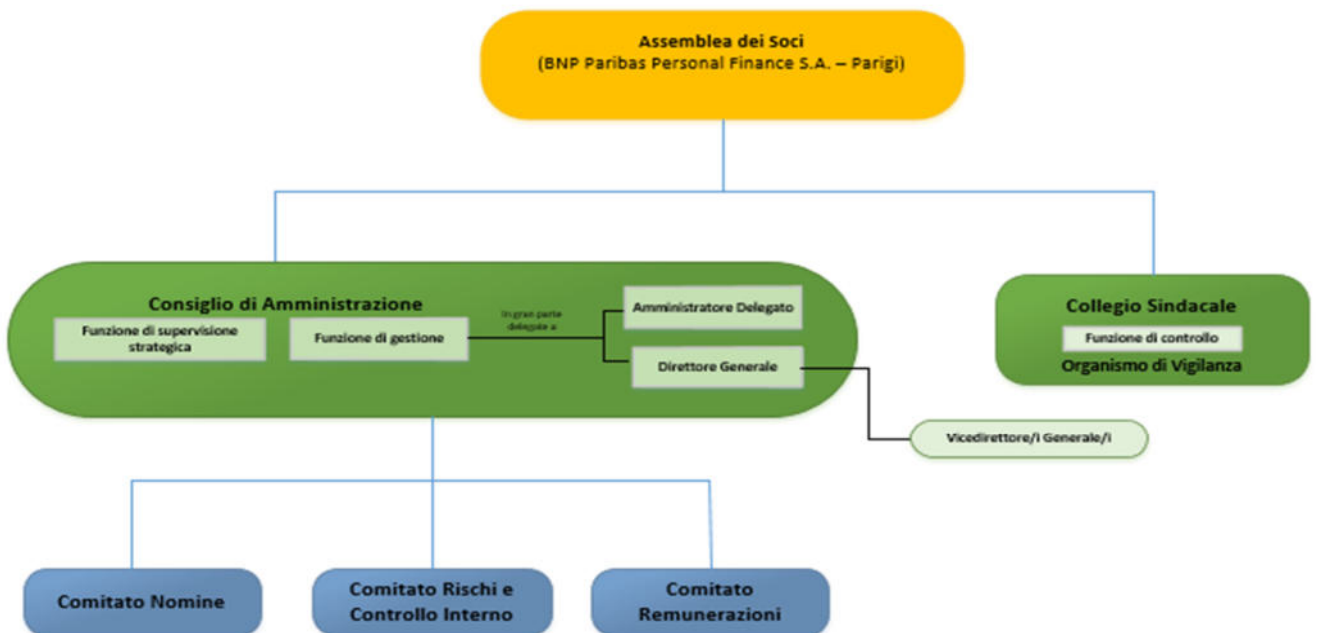 Assemblea dei Soci
(BNP Paribas Personal Finance S.A. – Parigi)
Consiglio di Amministrazione
Funzione di supervisione
strategica
Funzione di gestione
In gran parte
delegate a
Amministratore Delegato
Direttore Generale
Collegio Sindacale
Funzione di controllo
Organismo di Vigilanza
Vicedirettore/i Generale/i
Comitato Nomine
Comitato Rischi e
Controllo Interno
Comitato
Remunerazioni